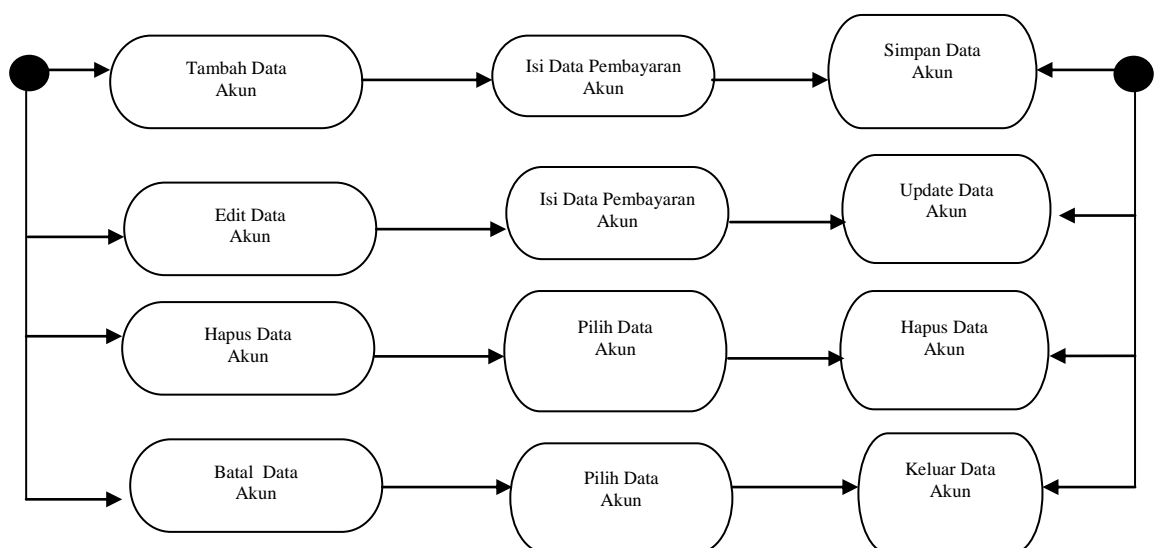 Tambah Data
Akun
Isi Data Pembayaran
Akun
Simpan Data
Akun
Edit Data
Akun
Isi Data Pembayaran
Akun
Update Data
Akun
Hapus Data
Akun
Pilih Data
Akun
Hapus Data
Akun
Batal  Data
Akun
Pilih Data
Akun
Keluar Data
Akun